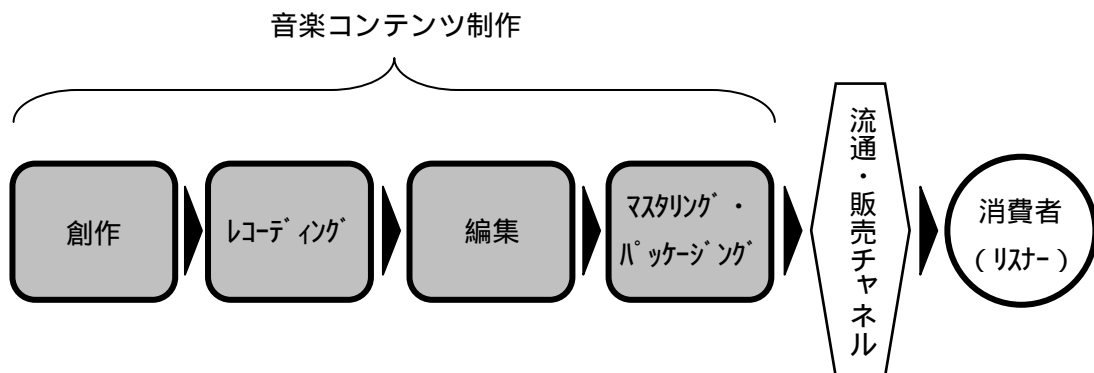 音楽コンテンツ制作
創作
ﾚｺｰﾃﾞｨﾝｸﾞ
編集
ﾏｽﾀﾘﾝｸﾞ・
ﾊﾟｯｹｰｼﾞﾝｸﾞ
流通・販売チャネル
消費者
（ﾘｽﾅｰ）